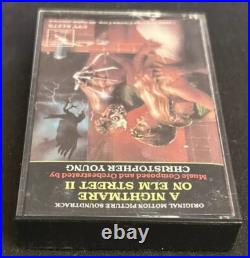 ORIGINAL MOTION PICTURE SOUNDTRACK
A NIGHTMARE
ON ELM STREET II
Music Composed and Orchestrated by
CHRISTOPHER YOUNG